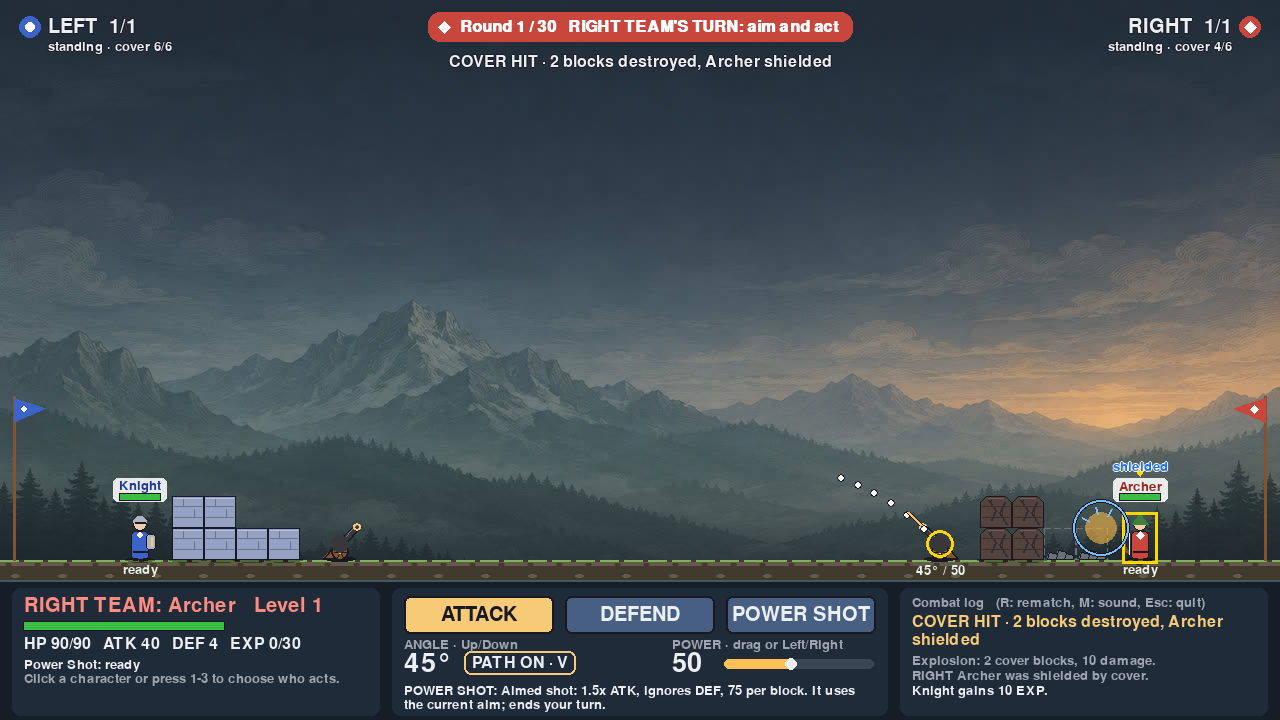 LEFT 1/1
standing · cover 6/6
Round 1 / 30 RIGHT TEAM'S TURN: aim and act
COVER HIT · 2 blocks destroyed, Archer shielded
RIGHT 1/1
standing · cover 4/6
Knight
ready
45° / 50
shielded
Archer
ready
RIGHT TEAM: Archer Level 1
HP 90/90 ATK 40 DEF 4 EXP 0/30
Power Shot: ready
Click a character or press 1-3 to choose who acts.
ATTACK
DEFEND
POWER SHOT
ANGLE · Up/Down
45°
PATH ON · V
POWER · drag or Left/Right
50
POWER SHOT: Aimed shot: 1.5x ATK, ignores DEF, 75 per block. It uses
the current aim; ends your turn.
Combat log (R: rematch, M: sound, Esc: quit)
COVER HIT · 2 blocks destroyed, Archer
shielded
Explosion: 2 cover blocks, 10 damage.
RIGHT Archer was shielded by cover.
Knight gains 10 EXP.